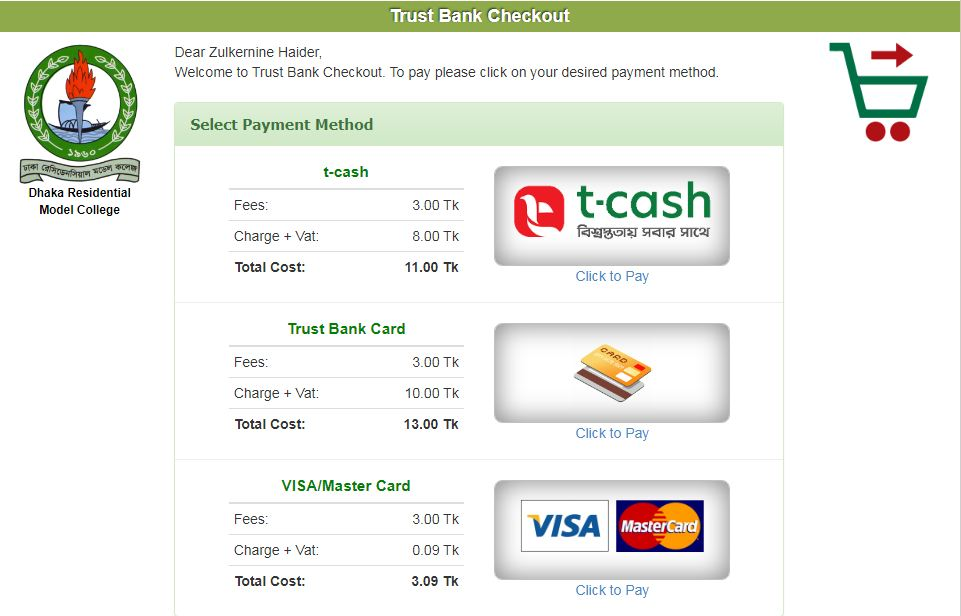 Trust Bank Checkout
Dear Zulkernine Haider,
Welcome to Trust Bank Checkout. To pay please click on your desired payment method.
১৯৬০
ঢাকা রেসিডেনসিয়াল মডেল কলেজ
Dhaka Residential
Model College
Select Payment Method
t-cash
Fees: 3.00 Tk
Charge + Vat: 8.00 Tk
Total Cost: 11.00 Tk
t-cash
বিশ্বস্ততায় সবার সাথে
Click to Pay
Trust Bank Card
Fees: 3.00 Tk
Charge + Vat: 10.00 Tk
Total Cost: 13.00 Tk
CARD
Click to Pay
VISA/Master Card
Fees: 3.00 Tk
Charge + Vat: 0.09 Tk
Total Cost: 3.09 Tk
VISA
MasterCard
Click to Pay